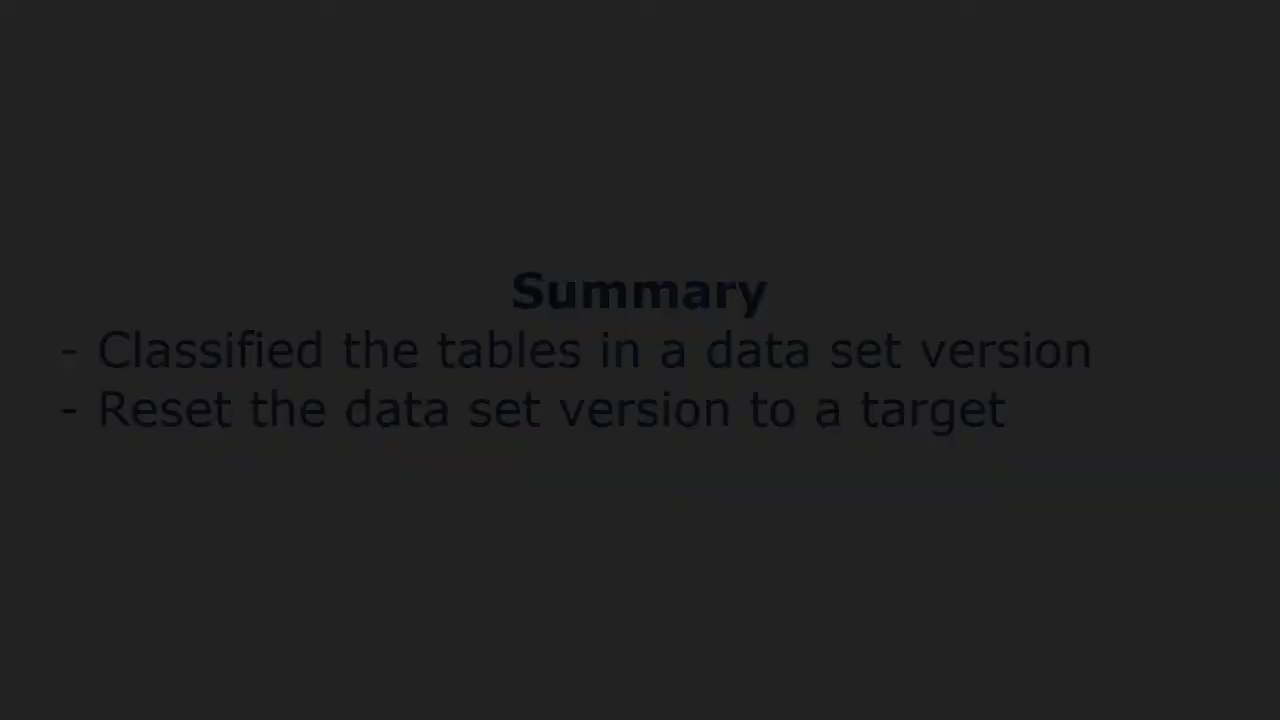 Summary
- Classified the tables in a data set version
- Reset the data set version to a target